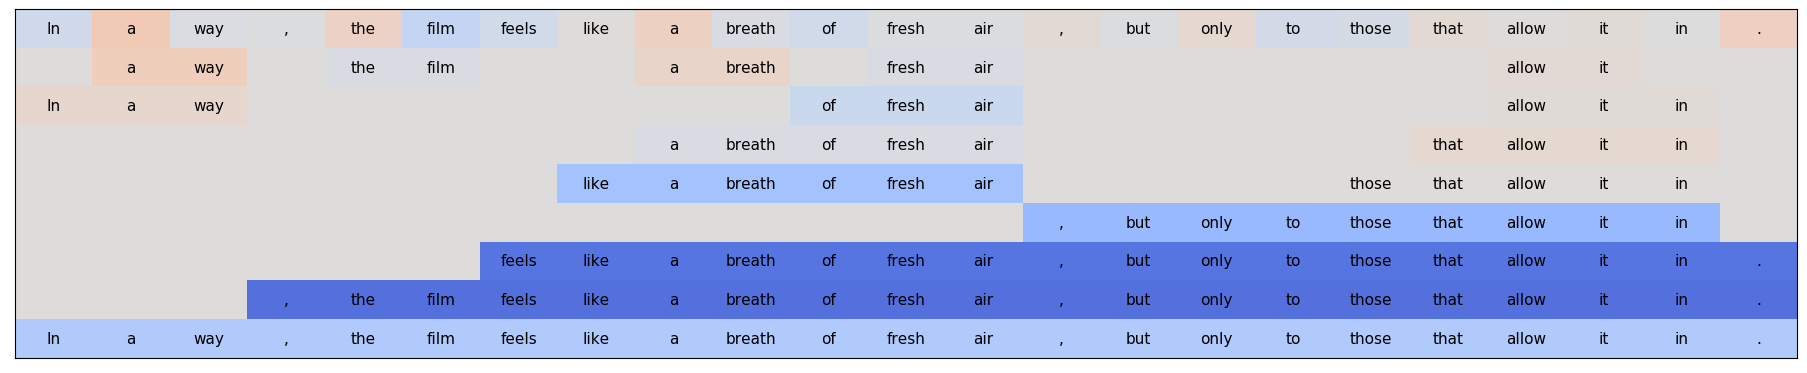 In a way , the film feels like a breath of fresh air , but only to those that allow it in .
a way the film a breath fresh air allow it
In a way of fresh air allow it in
a breath of fresh air that allow it in
like a breath of fresh air those that allow it in
, but only to those that allow it in
feels like a breath of fresh air , but only to those that allow it in .
, the film feels like a breath of fresh air , but only to those that allow it in .
In a way , the film feels like a breath of fresh air , but only to those that allow it in .